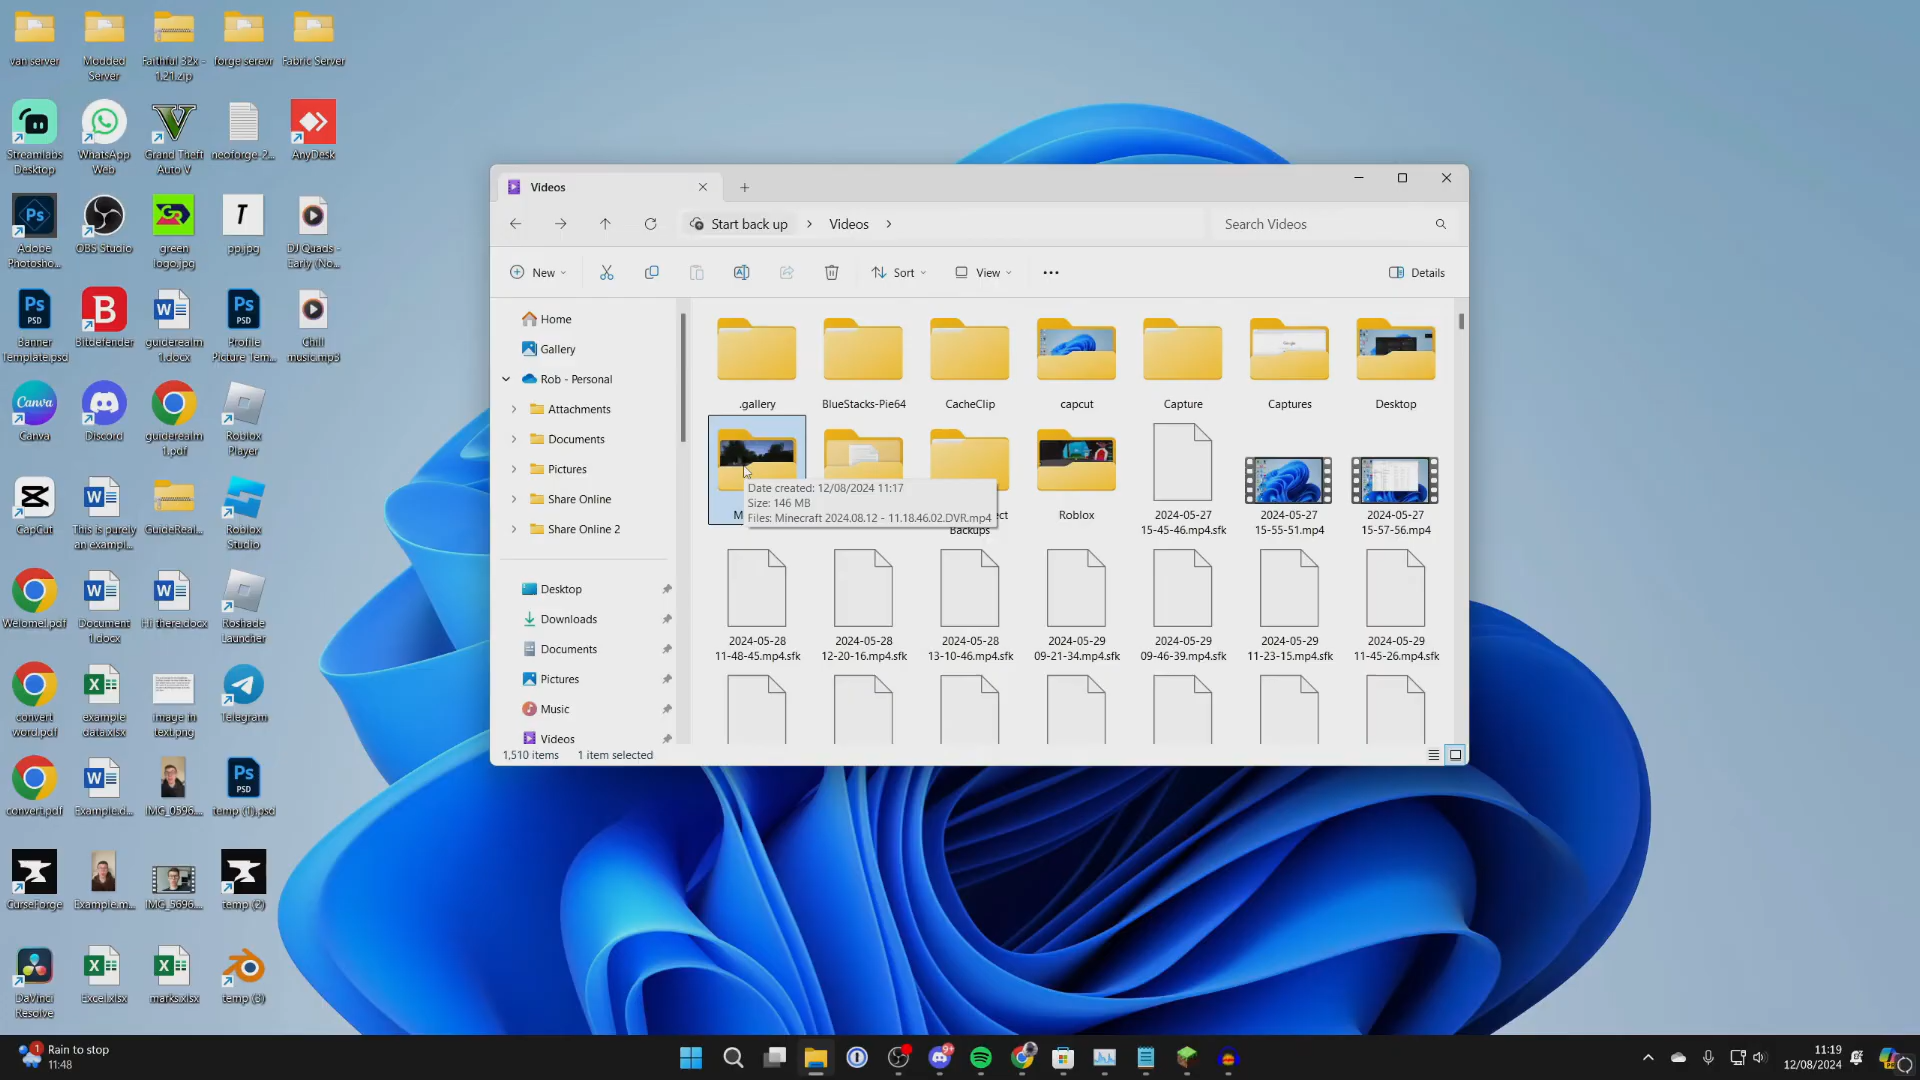 van server
Modded
Server
Faithful 32x -
1.21.zip
forge serevr
Fabric Server
Streamlabs
Desktop
WhatsApp
Web
Grand Theft
Auto V
neoforge-2...
AnyDesk
Adobe
Photosho...
OBS Studio
green
logo.jpg
pp.jpg
DJ Quads -
Early (No...
Banner
Template.psd
Bitdefender
guiderealm
1.docx
Profile
Picture Tem...
Chill
music.mp3
Canva
Discord
guiderealm
1.pdf
Roblox
Player
CapCut
This is purely
an exampl...
GuideReal...
Roblox
Studio
Welome1.pdf
Document
1.docx
Hi there.docx
Roshade
Launcher
convert
word.pdf
example
data.xlsx
image in
text.png
Telegram
convert.pdf
Example.d...
IMG_0596....
temp (1).psd
CurseForge
Example.m...
IMG_5696....
temp (2)
DaVinci
Resolve
Excel.xlsx
marks.xlsx
temp (3)
Videos
Start back up
Videos
Search Videos
New
Sort
View
Details
Home
Gallery
Rob - Personal
Attachments
Documents
Pictures
Share Online
Share Online 2
Desktop
Downloads
Documents
Pictures
Music
Videos
.gallery
BlueStacks-Pie64
CacheClip
capcut
Capture
Captures
Desktop
M
Date created: 12/08/2024 11:17
Size: 146 MB
Files: Minecraft 2024.08.12 - 11.18.46.02.DVR.mp4
ct
Backups
Roblox
2024-05-27
15-45-46.mp4.sfk
2024-05-27
15-55-51.mp4
2024-05-27
15-57-56.mp4
2024-05-28
11-48-45.mp4.sfk
2024-05-28
12-20-16.mp4.sfk
2024-05-28
13-10-46.mp4.sfk
2024-05-29
09-21-34.mp4.sfk
2024-05-29
09-46-39.mp4.sfk
2024-05-29
11-23-15.mp4.sfk
2024-05-29
11-45-26.mp4.sfk
1,510 items
1 item selected
Rain to stop
11:48
11:19
12/08/2024